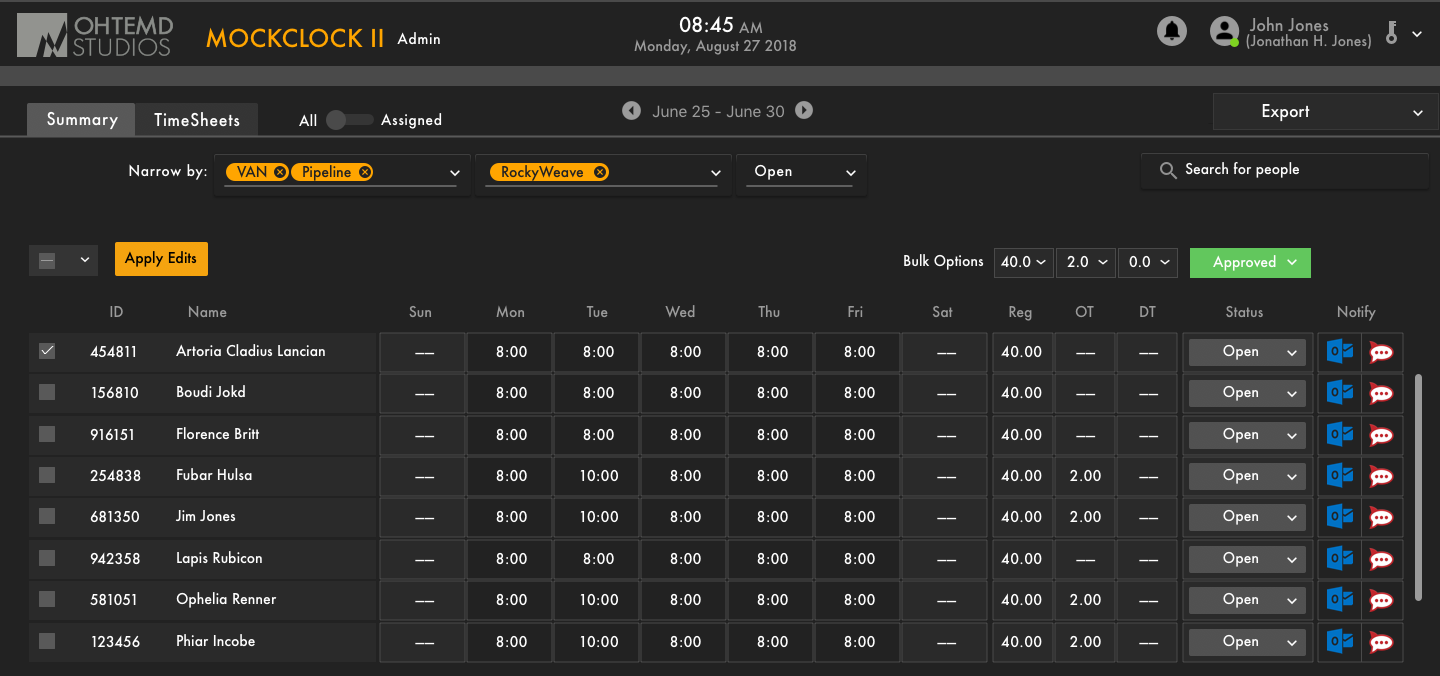 OHTEMD STUDIOS
MOCKCLOCK II Admin
08:45 AM
Monday, August 27 2018
John Jones
(Jonathan H. Jones)
Summary TimeSheets All Assigned June 25 - June 30 Export
Narrow by: VAN Pipeline RockyWeave Open Search for people
Apply Edits Bulk Options 40.0 2.0 0.0 Approved
ID Name Sun Mon Tue Wed Thu Fri Sat Reg OT DT Status Notify
454811 Artoria Cladius Lancian — 8:00 8:00 8:00 8:00 8:00 — 40.00 — — Open
156810 Boudi Jokd — 8:00 8:00 8:00 8:00 8:00 — 40.00 — — Open
916151 Florence Britt — 8:00 8:00 8:00 8:00 8:00 — 40.00 — — Open
254838 Fubar Hulsa — 8:00 10:00 8:00 8:00 8:00 — 40.00 2.00 — Open
681350 Jim Jones — 8:00 10:00 8:00 8:00 8:00 — 40.00 2.00 — Open
942358 Lapis Rubicon — 8:00 8:00 8:00 8:00 8:00 — 40.00 — — Open
581051 Ophelia Renner — 8:00 10:00 8:00 8:00 8:00 — 40.00 2.00 — Open
123456 Phiar Incobe — 8:00 10:00 8:00 8:00 8:00 — 40.00 2.00 — Open